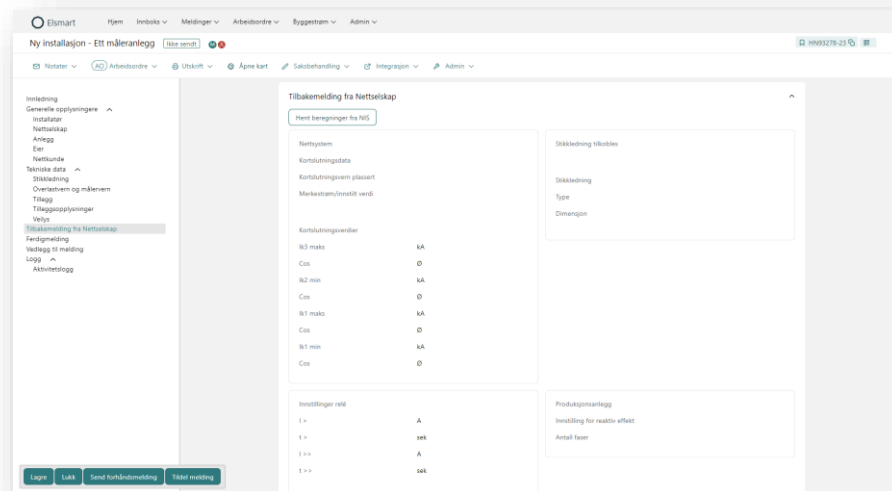 Elsmart Hjem Innboks Meldinger Arbeidsordre Byggestrøm Admin
Ny installasjon - Ett måleranlegg Ikke sendt M A HN93278-23
Notater AO Arbeidsordre Utskrift Åpne kart Saksbehandling Integrasjon Admin
Innledning
Generelle opplysningere
Installatør
Nettselskap
Anlegg
Eier
Nettkunde
Tekniske data
Stikkledning
Overlastvern og målervern
Tillegg
Tilleggsopplysninger
Veilys
Tilbakemelding fra Nettselskap
Ferdigmelding
Vedlegg til melding
Logg
Aktivitetslogg
Tilbakemelding fra Nettselskap
Hent beregninger fra NIS
Nettsystem
Kortslutningsdata
Kortslutningsvern plassert
Merkestrøm/innstilt verdi
Kortslutningsverdier
Ik3 maks kA
Cos Ø
Ik2 min kA
Cos Ø
Ik1 maks kA
Cos Ø
Ik1 min kA
Cos Ø
Stikkledning tilkobles
Stikkledning
Type
Dimensjon
Innstillinger relé
I > A
t > sek
I >> A
t >> sek
Produksjonsanlegg
Innstilling for reaktiv effekt
Antall faser
Lagre Lukk Send forhåndsmelding Tildel melding